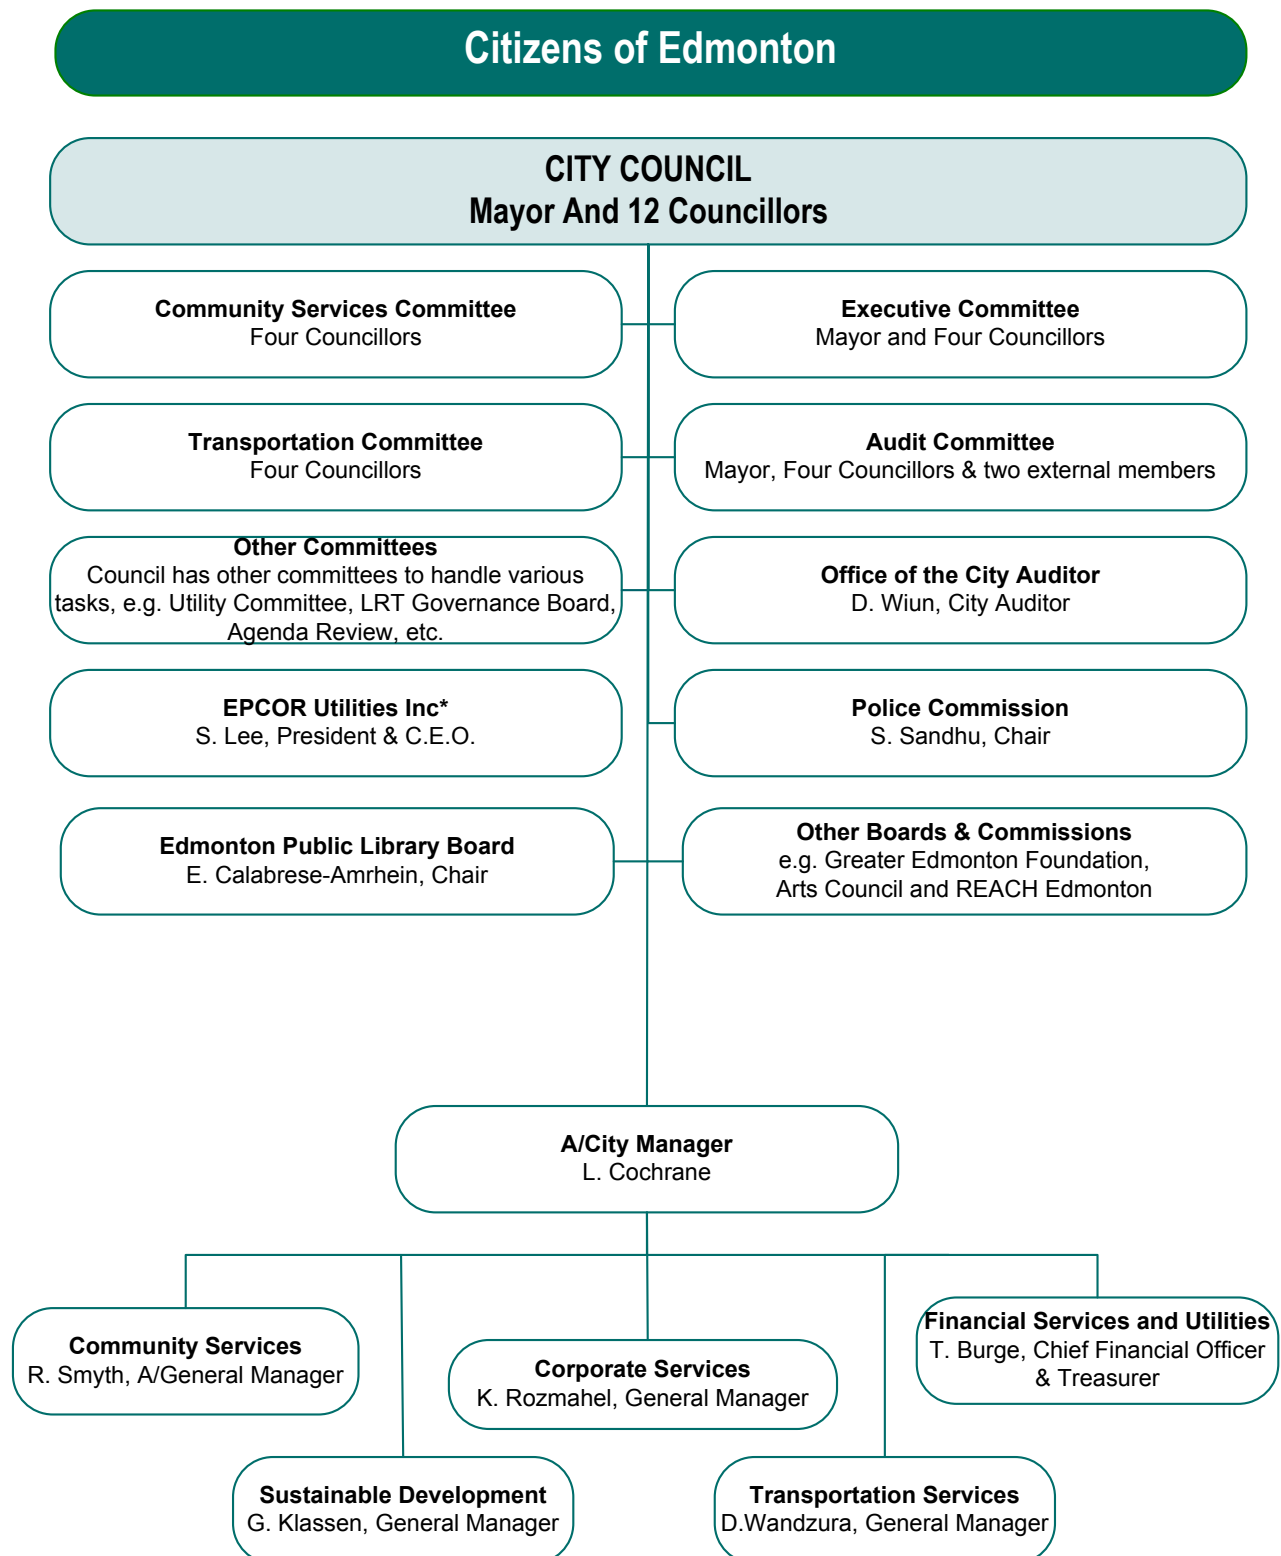 Citizens of Edmonton
CITY COUNCIL
Mayor And 12 Councillors
Community Services Committee
Four Councillors
Executive Committee
Mayor and Four Councillors
Transportation Committee
Four Councillors
Audit Committee
Mayor, Four Councillors & two external members
Other Committees
Council has other committees to handle various
tasks, e.g. Utility Committee, LRT Governance Board,
Agenda Review, etc.
Office of the City Auditor
D. Wiun, City Auditor
EPCOR Utilities Inc*
S. Lee, President & C.E.O.
Police Commission
S. Sandhu, Chair
Edmonton Public Library Board
E. Calabrese-Amrhein, Chair
Other Boards & Commissions
e.g. Greater Edmonton Foundation,
Arts Council and REACH Edmonton
A/City Manager
L. Cochrane
Community Services
R. Smyth, A/General Manager
Corporate Services
K. Rozmahel, General Manager
Financial Services and Utilities
T. Burge, Chief Financial Officer
& Treasurer
Sustainable Development
G. Klassen, General Manager
Transportation Services
D.Wandzura, General Manager